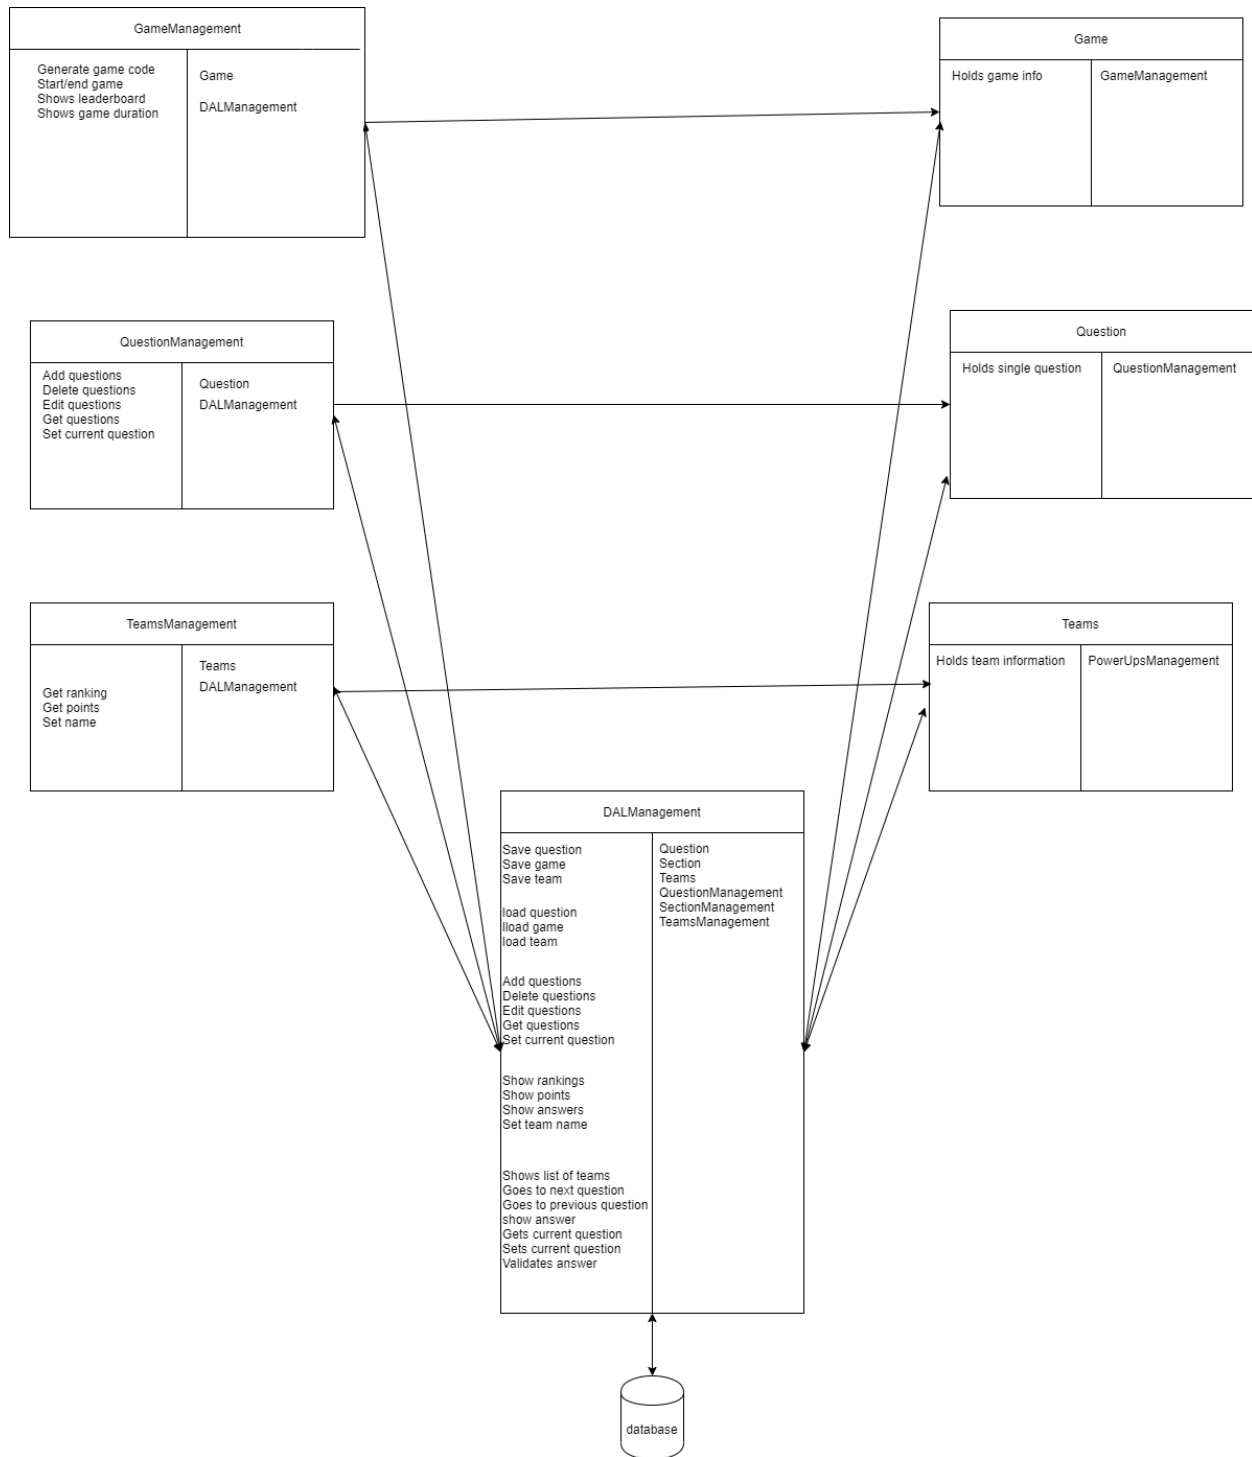 GameManagement
Generate game code
Start/end game
Shows leaderboard
Shows game duration
Game
DALManagement
Game
Holds game info
GameManagement
QuestionManagement
Add questions
Delete questions
Edit questions
Get questions
Set current question
Question
DALManagement
Question
Holds single question
QuestionManagement
TeamsManagement
Get ranking
Get points
Set name
Teams
DALManagement
Teams
Holds team information
PowerUpsManagement
DALManagement
Save question
Save game
Save team
load question
lload game
load team
Add questions
Delete questions
Edit questions
Get questions
Set current question
Show rankings
Show points
Show answers
Set team name
Shows list of teams
Goes to next question
Goes to previous question
show answer
Gets current question
Sets current question
Validates answer
Question
Section
Teams
QuestionManagement
SectionManagement
TeamsManagement
database